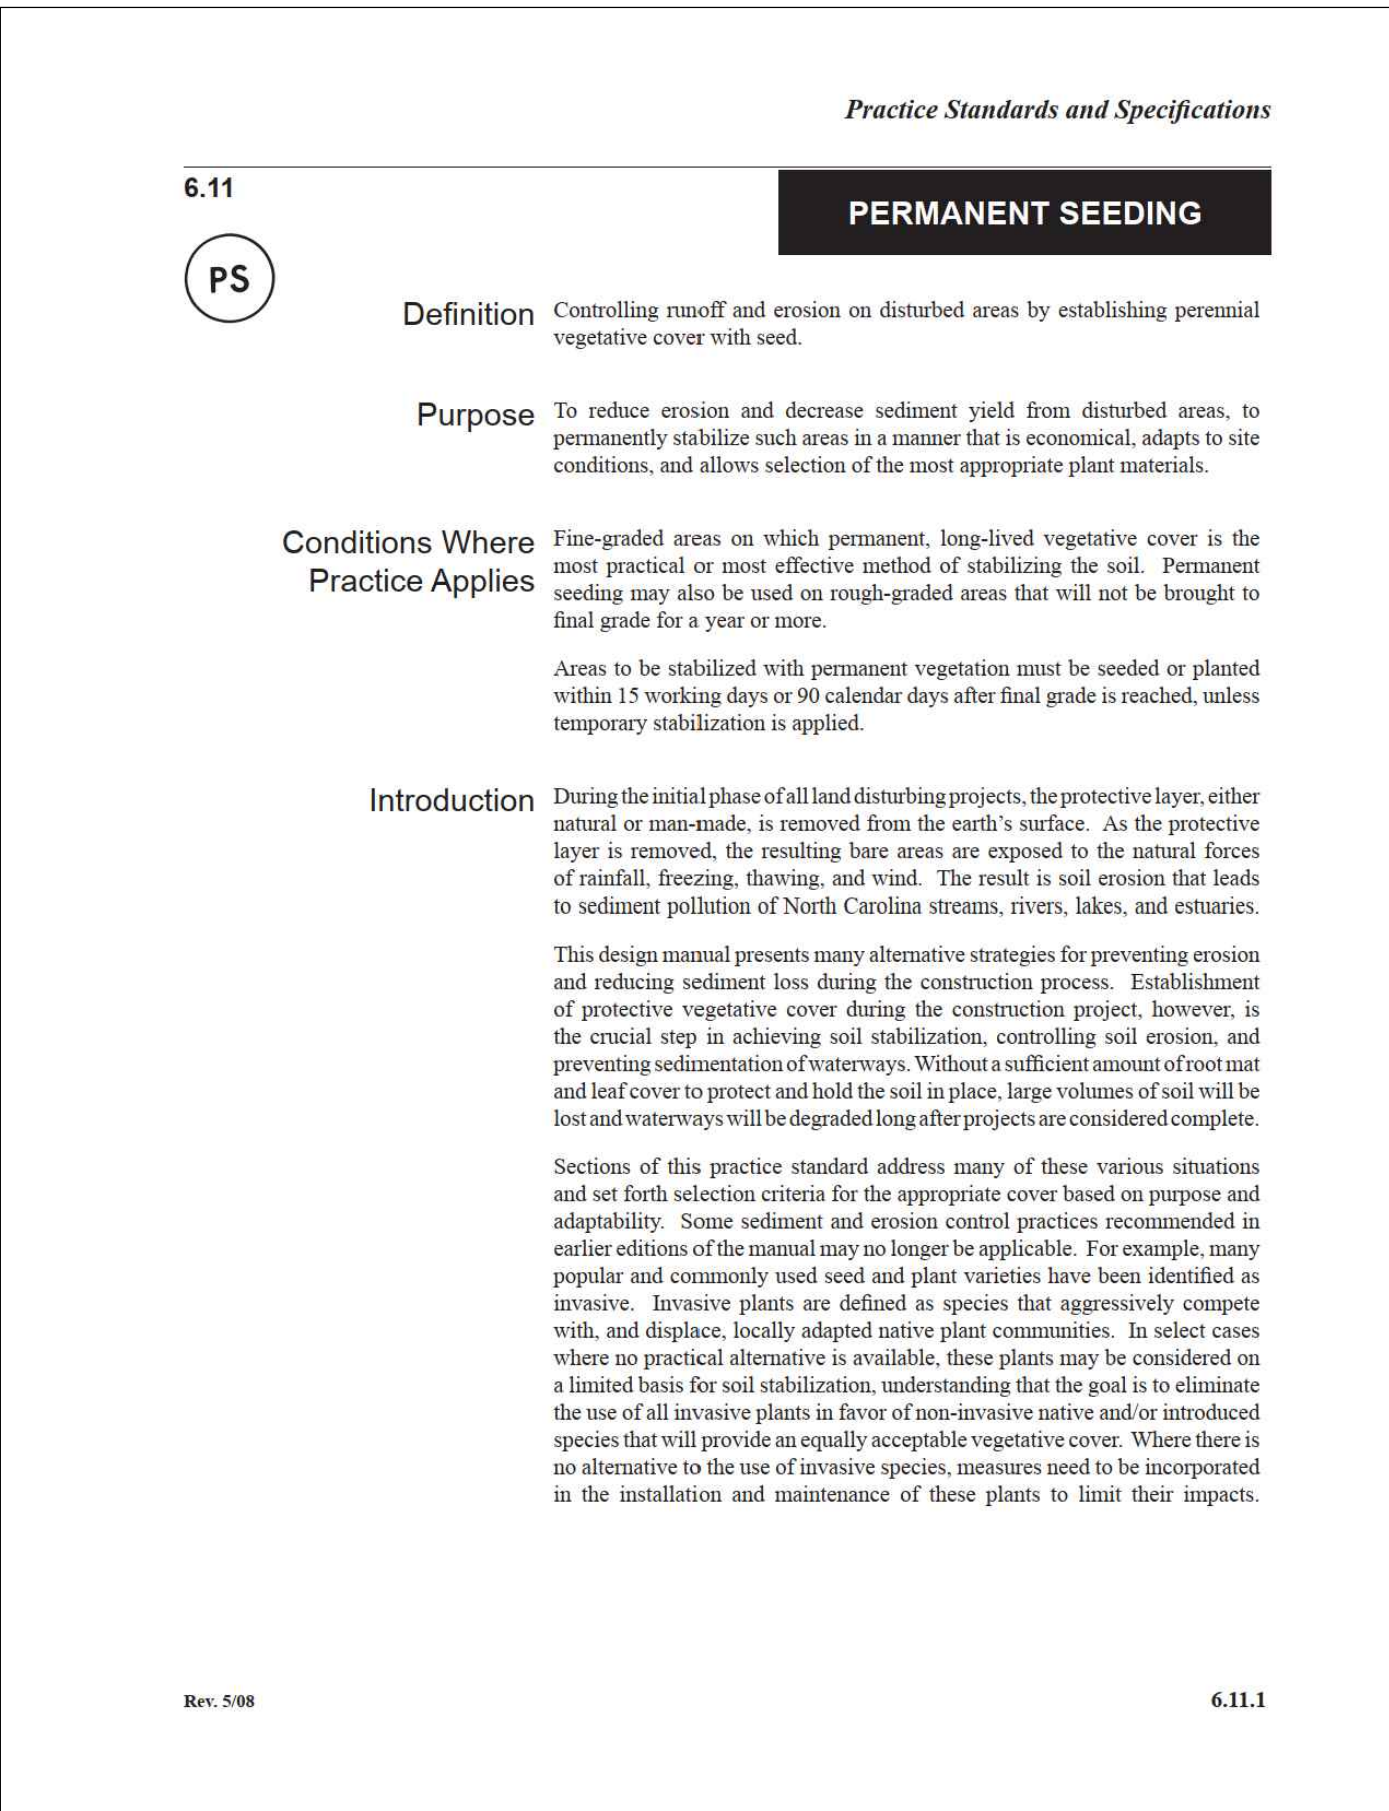 Practice Standards and Specifications
6.11
PERMANENT SEEDING
PS
Definition
Controlling runoff and erosion on disturbed areas by establishing perennial
vegetative cover with seed.
Purpose
To reduce erosion and decrease sediment yield from disturbed areas, to
permanently stabilize such areas in a manner that is economical, adapts to site
conditions, and allows selection of the most appropriate plant materials.
Conditions Where
Practice Applies
Fine-graded areas on which permanent, long-lived vegetative cover is the
most practical or most effective method of stabilizing the soil. Permanent
seeding may also be used on rough-graded areas that will not be brought to
final grade for a year or more.
Areas to be stabilized with permanent vegetation must be seeded or planted
within 15 working days or 90 calendar days after final grade is reached, unless
temporary stabilization is applied.
Introduction
During the initial phase of all land disturbing projects, the protective layer, either
natural or man-made, is removed from the earth's surface. As the protective
layer is removed, the resulting bare areas are exposed to the natural forces
of rainfall, freezing, thawing, and wind. The result is soil erosion that leads
to sediment pollution of North Carolina streams, rivers, lakes, and estuaries.
This design manual presents many alternative strategies for preventing erosion
and reducing sediment loss during the construction process. Establishment
of protective vegetative cover during the construction project, however, is
the crucial step in achieving soil stabilization, controlling soil erosion, and
preventing sedimentation of waterways. Without a sufficient amount of root mat
and leaf cover to protect and hold the soil in place, large volumes of soil will be
lost and waterways will be degraded long after projects are considered complete.
Sections of this practice standard address many of these various situations
and set forth selection criteria for the appropriate cover based on purpose and
adaptability. Some sediment and erosion control practices recommended in
earlier editions of the manual may no longer be applicable. For example, many
popular and commonly used seed and plant varieties have been identified as
invasive. Invasive plants are defined as species that aggressively compete
with, and displace, locally adapted native plant communities. In select cases
where no practical alternative is available, these plants may be considered on
a limited basis for soil stabilization, understanding that the goal is to eliminate
the use of all invasive plants in favor of non-invasive native and/or introduced
species that will provide an equally acceptable vegetative cover. Where there is
no alternative to the use of invasive species, measures need to be incorporated
in the installation and maintenance of these plants to limit their impacts.
Rev. 5/08
6.11.1